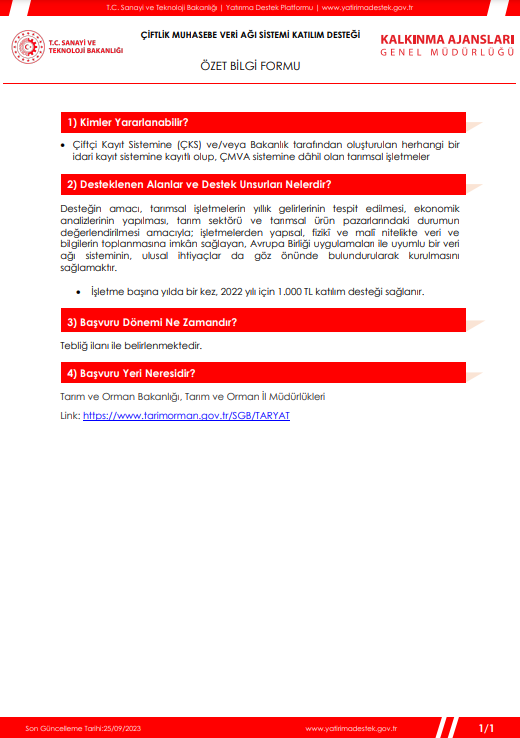 T.C. Sanayi ve Teknoloji Bakanlığı | Yatırıma Destek Platformu | www.yatirimadestek.gov.tr
T.C. SANAYİ VE
TEKNOLOJİ BAKANLIĞI
ÇİFTLİK MUHASEBE VERİ AĞI SİSTEMİ KATILIM DESTEĞİ
ÖZET BİLGİ FORMU
KALKINMA AJANSLARI
GENEL MÜDÜRLÜĞÜ
1) Kimler Yararlanabilir?
• Çiftçi Kayıt Sistemine (ÇKS) ve/veya Bakanlık tarafından oluşturulan herhangi bir
idari kayıt sistemine kayıtlı olup, ÇMVA sistemine dâhil olan tarımsal işletmeler
2) Desteklenen Alanlar ve Destek Unsurları Nelerdir?
Desteğin amacı, tarımsal işletmelerin yıllık gelirlerinin tespit edilmesi, ekonomik
analizlerinin yapılması, tarım sektörü ve tarımsal ürün pazarlarındaki durumun
değerlendirilmesi amacıyla; işletmelerden yapısal, fizikî ve malî nitelikte veri ve
bilgilerin toplanmasına imkân sağlayan, Avrupa Birliği uygulamaları ile uyumlu bir veri
ağı sisteminin, ulusal ihtiyaçlar da göz önünde bulundurularak kurulmasını
sağlamaktır.
• İşletme başına yılda bir kez, 2022 yılı için 1.000 TL katılım desteği sağlanır.
3) Başvuru Dönemi Ne Zamandır?
Tebliğ ilanı ile belirlenmektedir.
4) Başvuru Yeri Neresidir?
Tarım ve Orman Bakanlığı, Tarım ve Orman İl Müdürlükleri
Link: https://www.tarimorman.gov.tr/SGB/TARYAT
Son Güncelleme Tarihi:25/09/2023
www.yatirimadestek.gov.tr
1/1